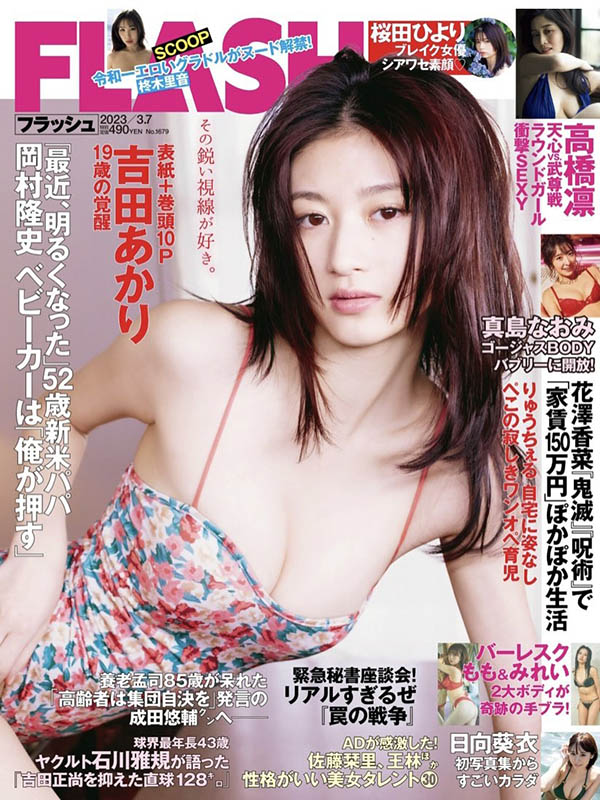 FLASH
SCOOP
令和一エロいグラドルがヌード解禁!
柊木里音
桜田ひより
ブレイク女優
シアワセ素顔♡
フラッシュ
2023/3.7
490YEN No.1679
高橋凛
天心vs.武尊戦
ラウンドガール
衝撃SEXY
その鋭い視線が好き。
表紙+巻頭10P
吉田あかり
19歳の覚醒
「最近、明るくなった」52歳新米パパ
岡村隆史 ベビーカーは「俺が押す」
真島なおみ
ゴージャスBODY
バブリーに開放!
花澤香菜『鬼滅』『呪術』で
「家賃150万円」ぽかぽか生活
りゅうちぇる 自宅に姿なし
ぺこの寂しきワンオペ育児
バーレスク
もも&みれい
2大ボディが
奇跡の手ブラ!
養老孟司85歳が呆れた
「高齢者は集団自決を」発言の
成田悠輔へ
緊急秘書座談会!
リアルすぎるぜ
『罠の戦争』
球界最年長43歳
ヤクルト石川雅規が語った
「吉田正尚を抑えた直球128㌔。」
ADが感激した!
佐藤栞里、王林ほか
性格がいい美女タレント㉚
日向葵衣
初写真集から
すごいカラダ